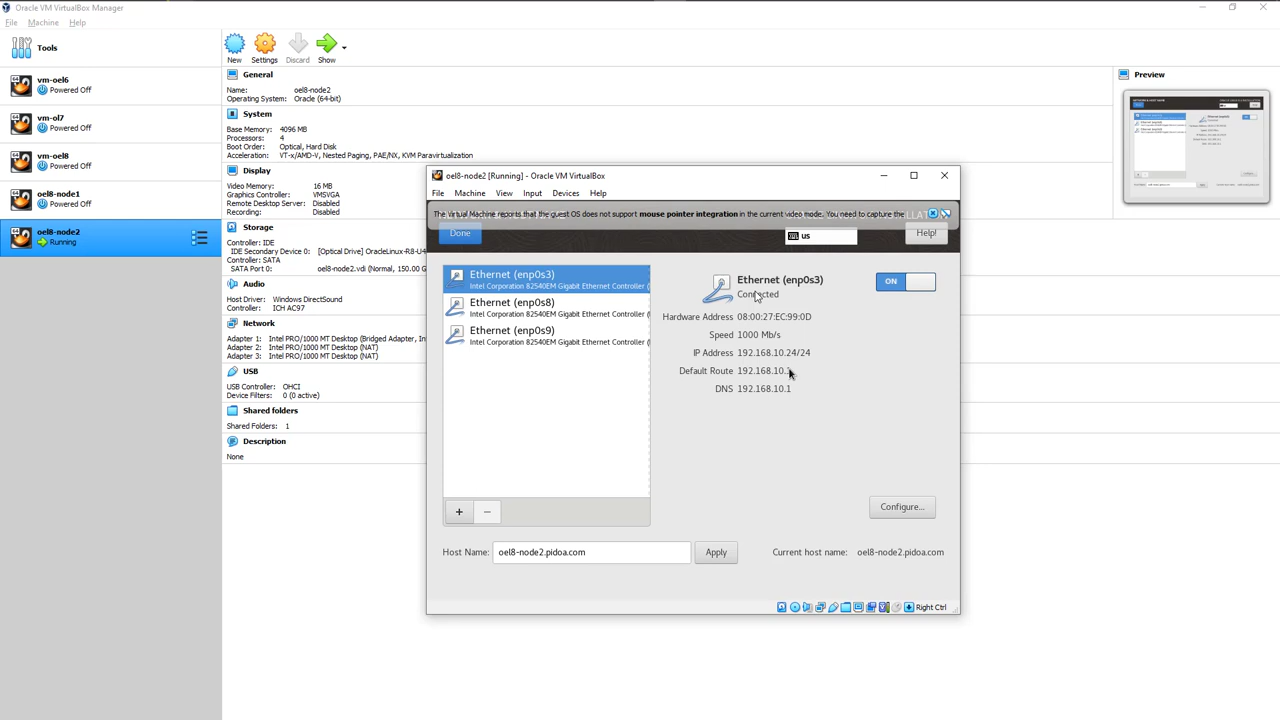 Oracle VM VirtualBox Manager
File Machine Help
Tools
vm-oel6
Powered Off
vm-ol7
Powered Off
vm-oel8
Powered Off
oel8-node1
Powered Off
oel8-node2
Running
New Settings Discard Show
General
Name: oel8-node2
Operating System: Oracle (64-bit)
System
Base Memory: 4096 MB
Processors: 4
Boot Order: Optical, Hard Disk
Acceleration: VT-x/AMD-V, Nested Paging, PAE/NX, KVM Paravirtualization
Display
Video Memory: 16 MB
Graphics Controller: VMSVGA
Remote Desktop Server: Disabled
Recording: Disabled
Storage
Controller: IDE
IDE Secondary Device 0: [Optical Drive] OracleLinux-R8-U4
Controller: SATA
SATA Port 0: oel8-node2.vdi (Normal, 150.00 G
Audio
Host Driver: Windows DirectSound
Controller: ICH AC97
Network
Adapter 1: Intel PRO/1000 MT Desktop (Bridged Adapter, In
Adapter 2: Intel PRO/1000 MT Desktop (NAT)
Adapter 3: Intel PRO/1000 MT Desktop (NAT)
USB
USB Controller: OHCI
Device Filters: 0 (0 active)
Shared folders
Shared Folders: 1
Description
None
Preview
oel8-node2 [Running] - Oracle VM VirtualBox
File Machine View Input Devices Help
The Virtual Machine reports that the guest OS does not support mouse pointer integration in the current video mode. You need to capture the
Done
us
Help!
Ethernet (enp0s3)
Intel Corporation 82540EM Gigabit Ethernet Controller (
Ethernet (enp0s8)
Intel Corporation 82540EM Gigabit Ethernet Controller (
Ethernet (enp0s9)
Intel Corporation 82540EM Gigabit Ethernet Controller (
Ethernet (enp0s3)
Connected
ON
Hardware Address 08:00:27:EC:99:0D
Speed 1000 Mb/s
IP Address 192.168.10.24/24
Default Route 192.168.10.
DNS 192.168.10.1
+ −
Configure...
Host Name: oel8-node2.pidoa.com
Apply
Current host name: oel8-node2.pidoa.com
Right Ctrl